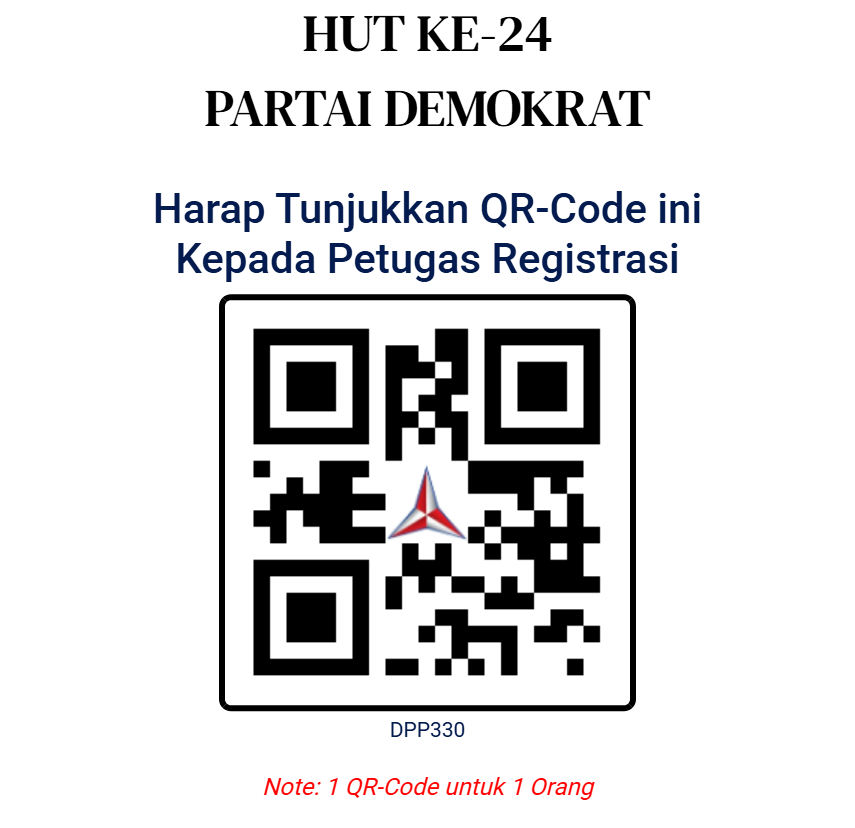 HUT KE-24
PARTAI DEMOKRAT
Harap Tunjukkan QR-Code ini
Kepada Petugas Registrasi
DPP330
Note: 1 QR-Code untuk 1 Orang